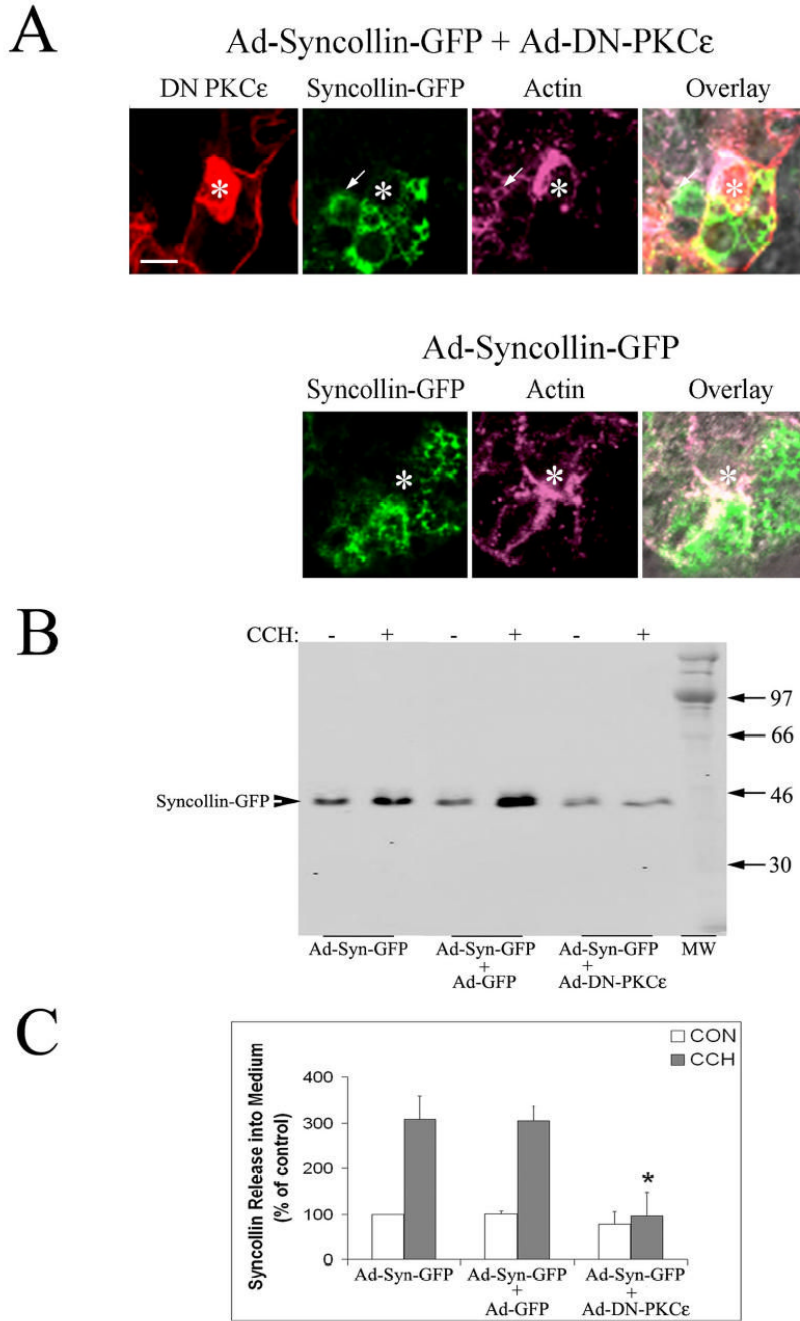 A
Ad-Syncollin-GFP + Ad-DN-PKCε
DN PKCε Syncollin-GFP Actin Overlay
* * * *
Ad-Syncollin-GFP
Syncollin-GFP Actin Overlay
* * *
B
CCH: - + - + - +
97
66
Syncollin-GFP
46
30
Ad-Syn-GFP
Ad-Syn-GFP
+
Ad-GFP
Ad-Syn-GFP
+
Ad-DN-PKCε
MW
C
CON
CCH
Syncollin Release into Medium
(% of control)
400
300
200
100
0
*
Ad-Syn-GFP
Ad-Syn-GFP
+
Ad-GFP
Ad-Syn-GFP
+
Ad-DN-PKCε